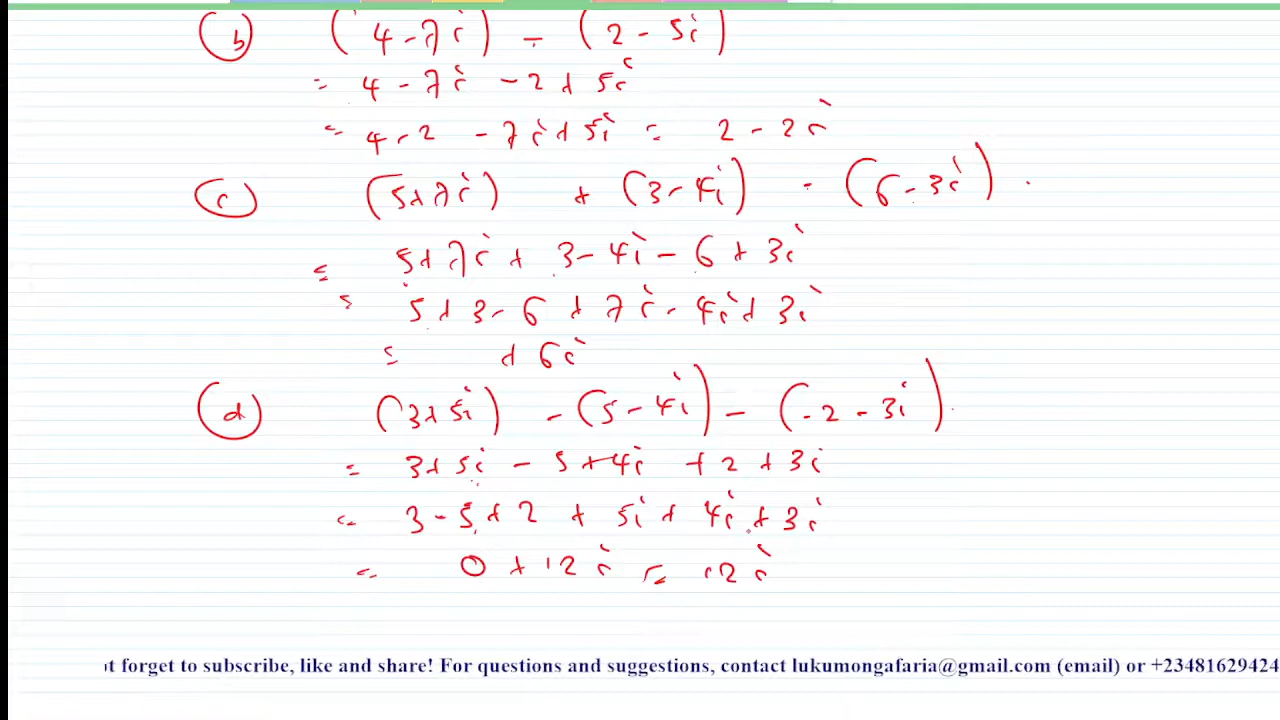 (b) (4 - 7i) - (2 - 5i)
= 4 - 7i - 2 + 5i
= 4 - 2 - 7i + 5i = 2 - 2i
(c) (5 + 7i) + (3 - 4i) - (6 - 3i).
= 5 + 7i + 3 - 4i - 6 + 3i
= 5 + 3 - 6 + 7i - 4i + 3i
= + 6i
(d) (3 + 5i) - (5 - 4i) - (-2 - 3i).
= 3 + 5i - 5 + 4i + 2 + 3i
= 3 - 5 + 2 + 5i + 4i + 3i
= 0 + 12i = 12i
t forget to subscribe, like and share! For questions and suggestions, contact lukumongafaria@gmail.com (email) or +23481629424